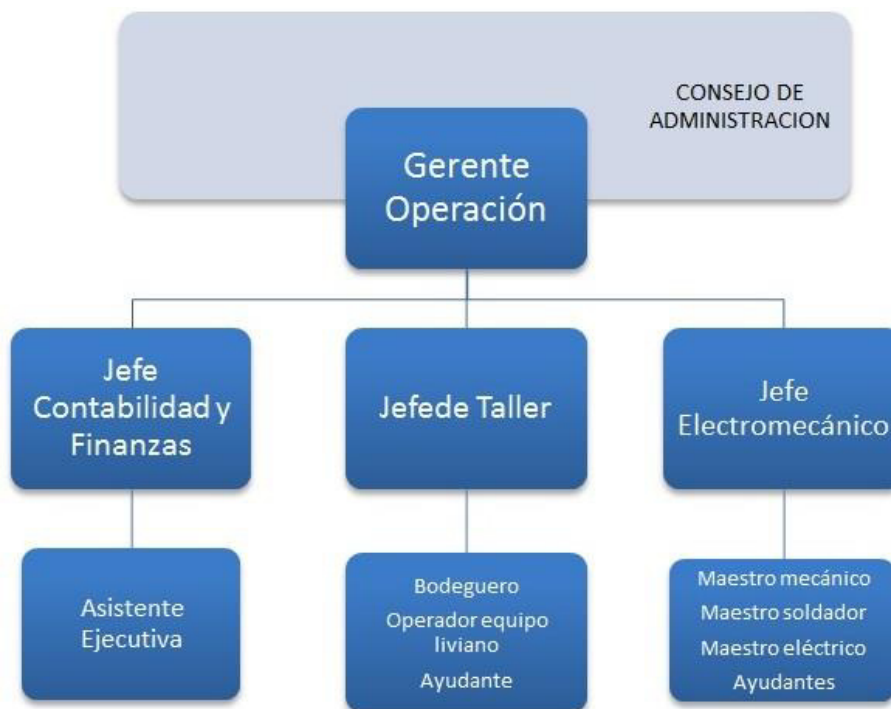 CONSEJO DE
ADMINISTRACION
Gerente
Operación
Jefe
Contabilidad y
Finanzas
Jefede Taller
Jefe
Electromecánico
Asistente
Ejecutiva
Bodeguero
Operador equipo
liviano
Ayudante
Maestro mecánico
Maestro soldador
Maestro eléctrico
Ayudantes